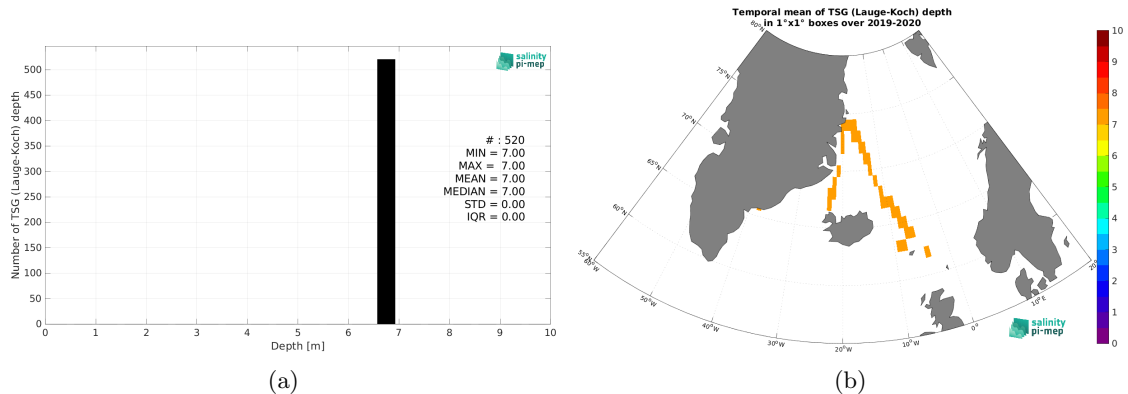 500
450
400
350
300
250
200
150
100
50
0
Number of TSG (Lauge-Koch) depth
salinity
pi-mep
# : 520
MIN = 7.00
MAX = 7.00
MEAN = 7.00
MEDIAN = 7.00
STD = 0.00
IQR = 0.00
0 1 2 3 4 5 6 7 8 9 10
Depth [m]
(a)
Temporal mean of TSG (Lauge-Koch) depth
in 1°x1° boxes over 2019-2020
80°N
75°N
70°N
65°N
60°N
55°N
60°W
50°W
40°W
30°W
20°W
10°W
0°
10°E
salinity
pi-mep
10
9
8
7
6
5
4
3
2
1
0
(b)